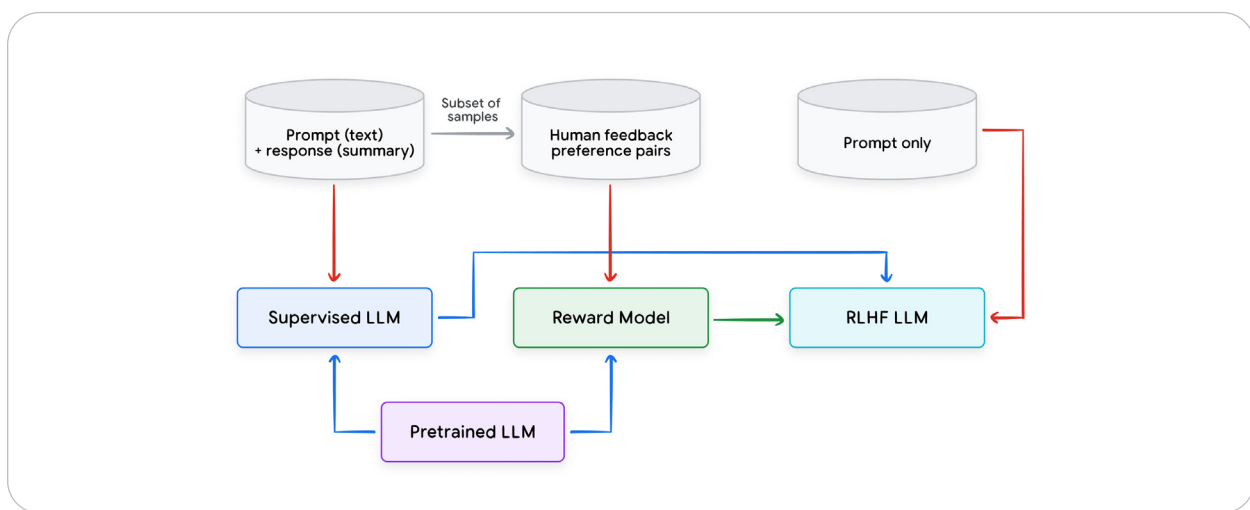 Prompt (text)
+ response (summary)
Subset of
samples
Human feedback
preference pairs
Prompt only
Supervised LLM
Reward Model
RLHF LLM
Pretrained LLM